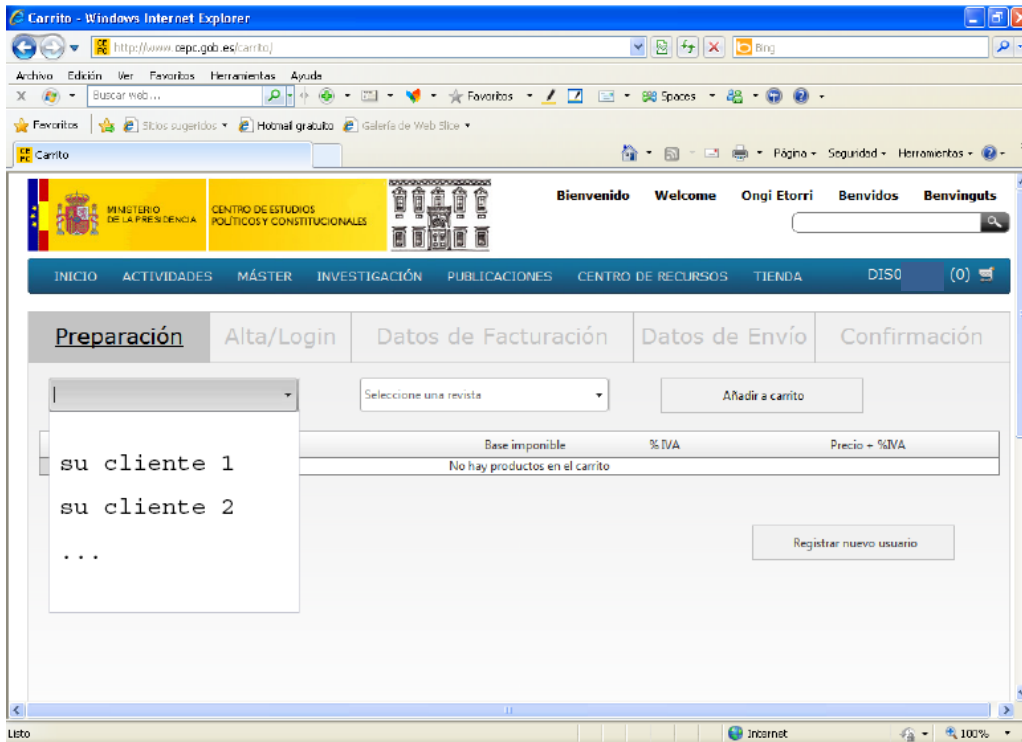 Carrito - Windows Internet Explorer
http://www.cepc.gob.es/carrito/
Bing
Archivo Edición Ver Favoritos Herramientas Ayuda
X Buscar web... Favoritos Spaces
Favoritos Sitios sugeridos Hotmail gratuito Galería de Web Slice
Carrito Página Seguridad Herramientas
Bienvenido Welcome Ongi Etorri Benvidos Benvinguts
MINISTERIO DE LA PRESIDENCIA
CENTRO DE ESTUDIOS POLÍTICOS Y CONSTITUCIONALES
INICIO ACTIVIDADES MÁSTER INVESTIGACIÓN PUBLICACIONES CENTRO DE RECURSOS TIENDA DISO (0)
Preparación Alta/Login Datos de Facturación Datos de Envío Confirmación
Seleccione una revista Añadir a carrito
Base imponible % IVA Precio + %IVA
No hay productos en el carrito
su cliente 1
su cliente 2
...
Registrar nuevo usuario
Listo Internet 100%